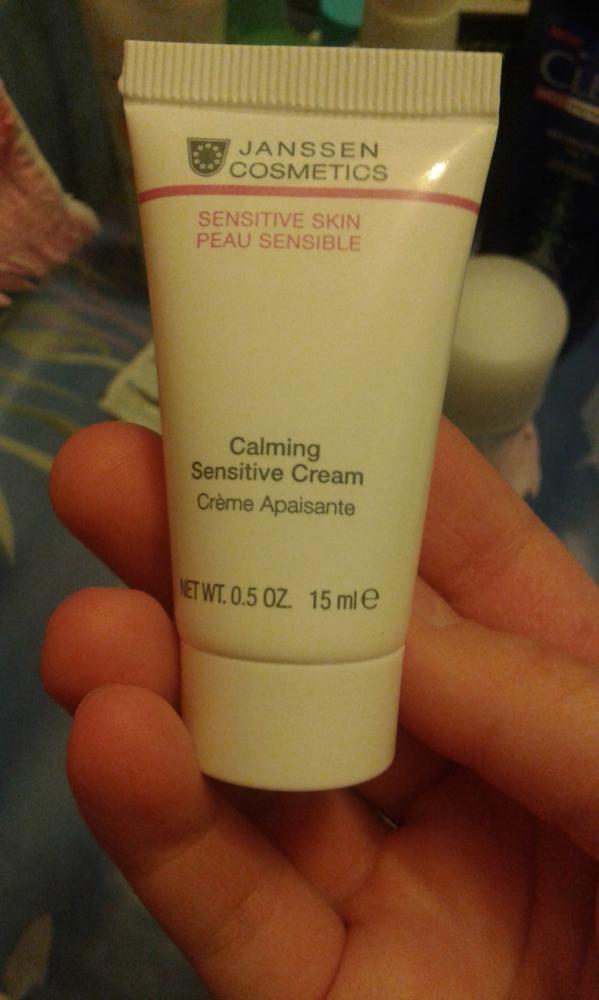 JANSSEN
COSMETICS
SENSITIVE SKIN
PEAU SENSIBLE
Calming
Sensitive Cream
Crème Apaisante
NET WT. 0.5 OZ. 15 ml e